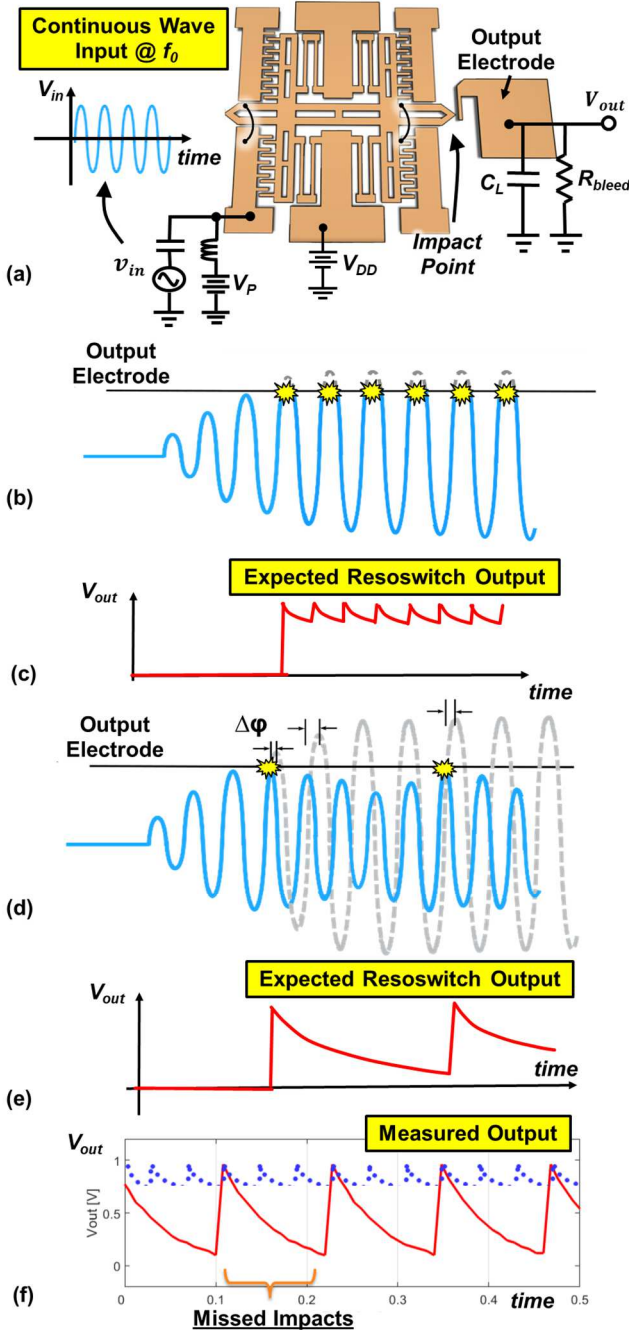 Continuous Wave
Input @ f0
Output
Electrode
Vin
time
Vout
CL
Rbleed
vin
VP
VDD
Impact
Point
(a)
Output
Electrode
(b)
Expected Resoswitch Output
Vout
(c)
time
Output
Electrode
Δφ
(d)
Expected Resoswitch Output
Vout
time
(e)
Measured Output
Vout
Vout [V]
1
0.5
0
0
0.1
0.2
0.3
0.4
time
0.5
(f)
Missed Impacts